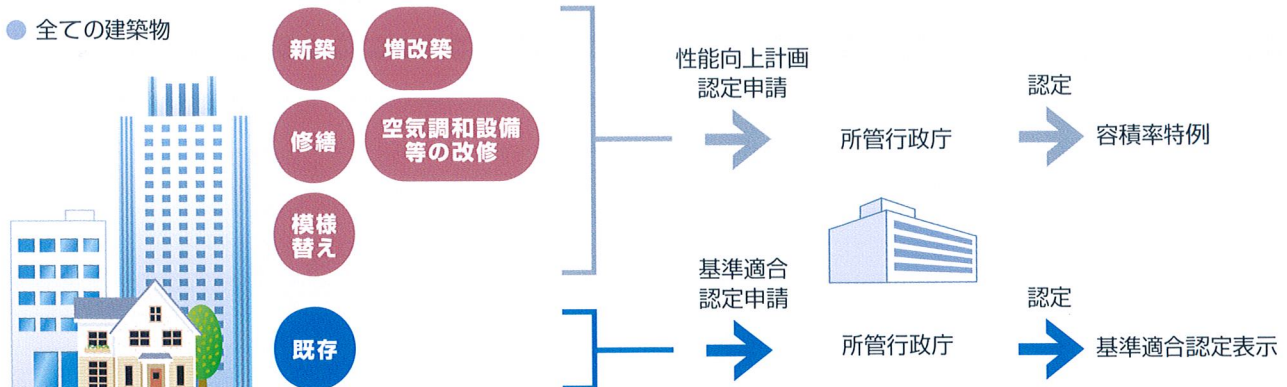 全ての建築物
新築
増改築
修繕
空気調和設備
等の改修
模様
替え
性能向上計画
認定申請
所管行政庁
認定
容積率特例
既存
基準適合
認定申請
所管行政庁
認定
基準適合認定表示